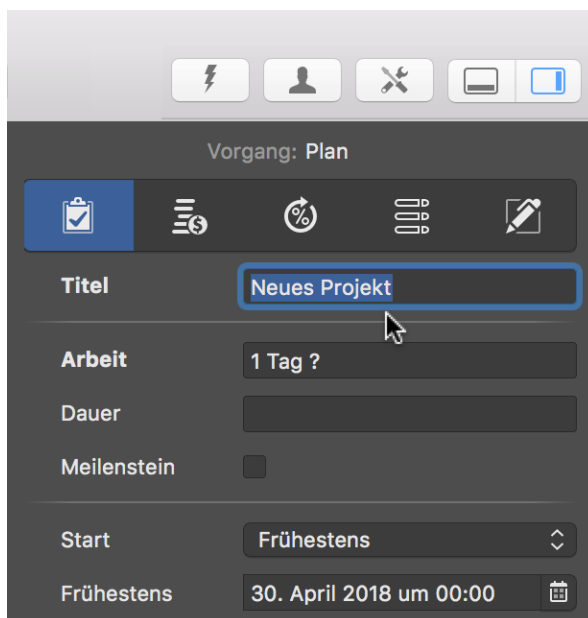 Vorgang: Plan
Titel Neues Projekt
Arbeit 1 Tag ?
Dauer
Meilenstein
Start Frühestens
Frühestens 30. April 2018 um 00:00